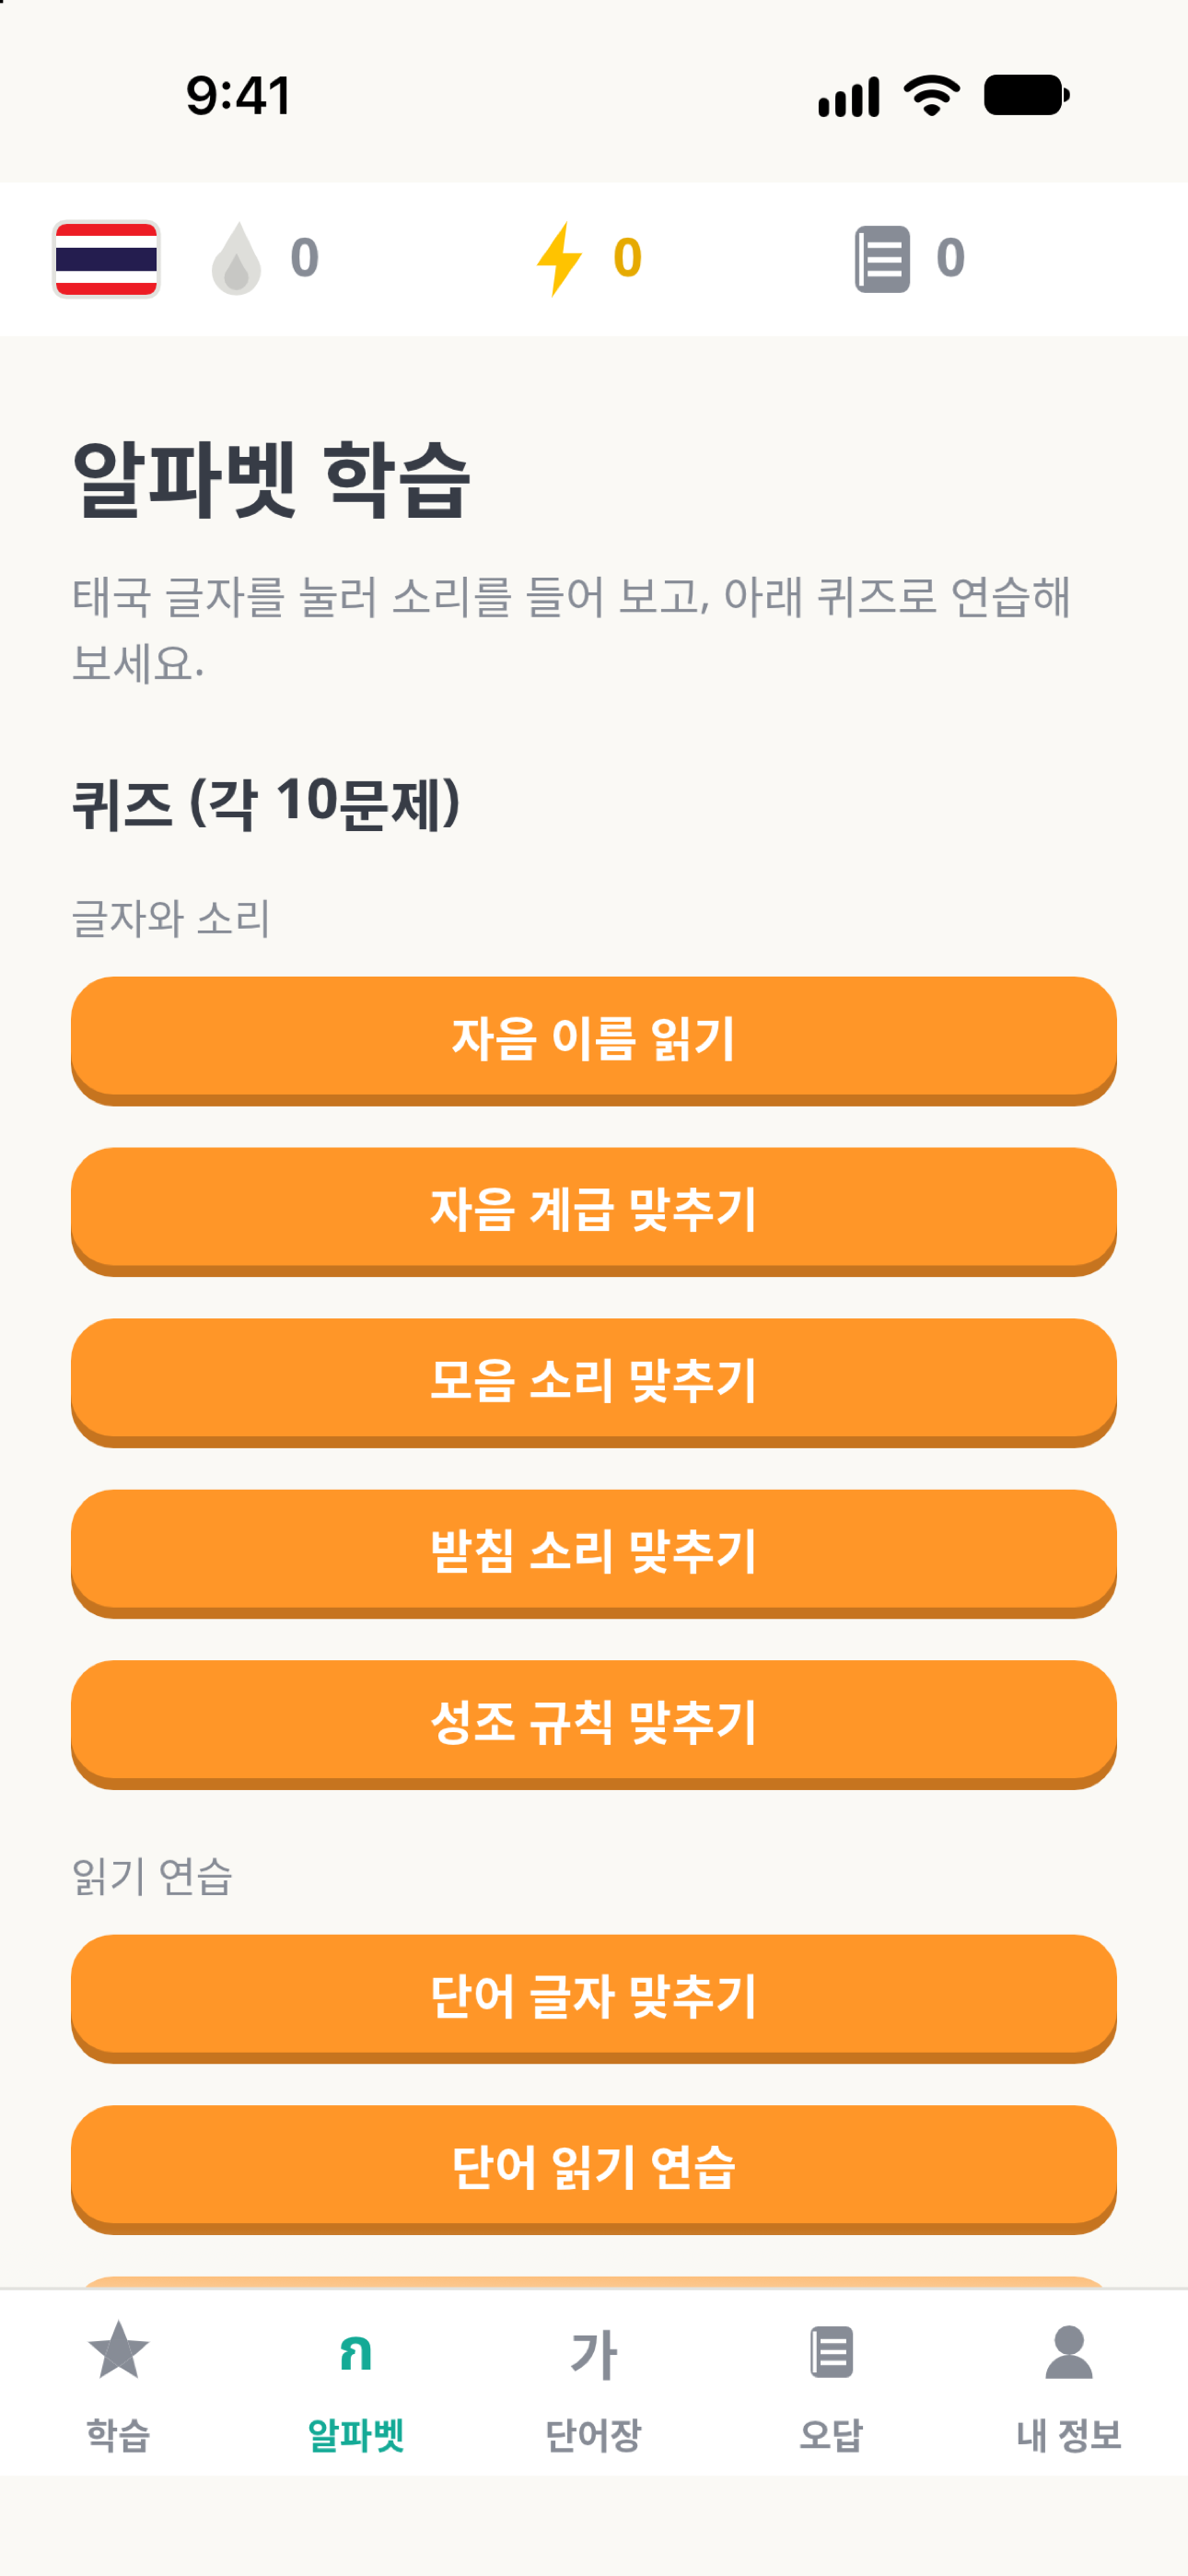 9:41
0
0
0
알파벳 학습
태국 글자를 눌러 소리를 들어 보고, 아래 퀴즈로 연습해
보세요.
퀴즈 (각 10문제)
글자와 소리
자음 이름 읽기
자음 계급 맞추기
모음 소리 맞추기
받침 소리 맞추기
성조 규칙 맞추기
읽기 연습
단어 글자 맞추기
단어 읽기 연습
ก
가
학습
알파벳
단어장
오답
내 정보